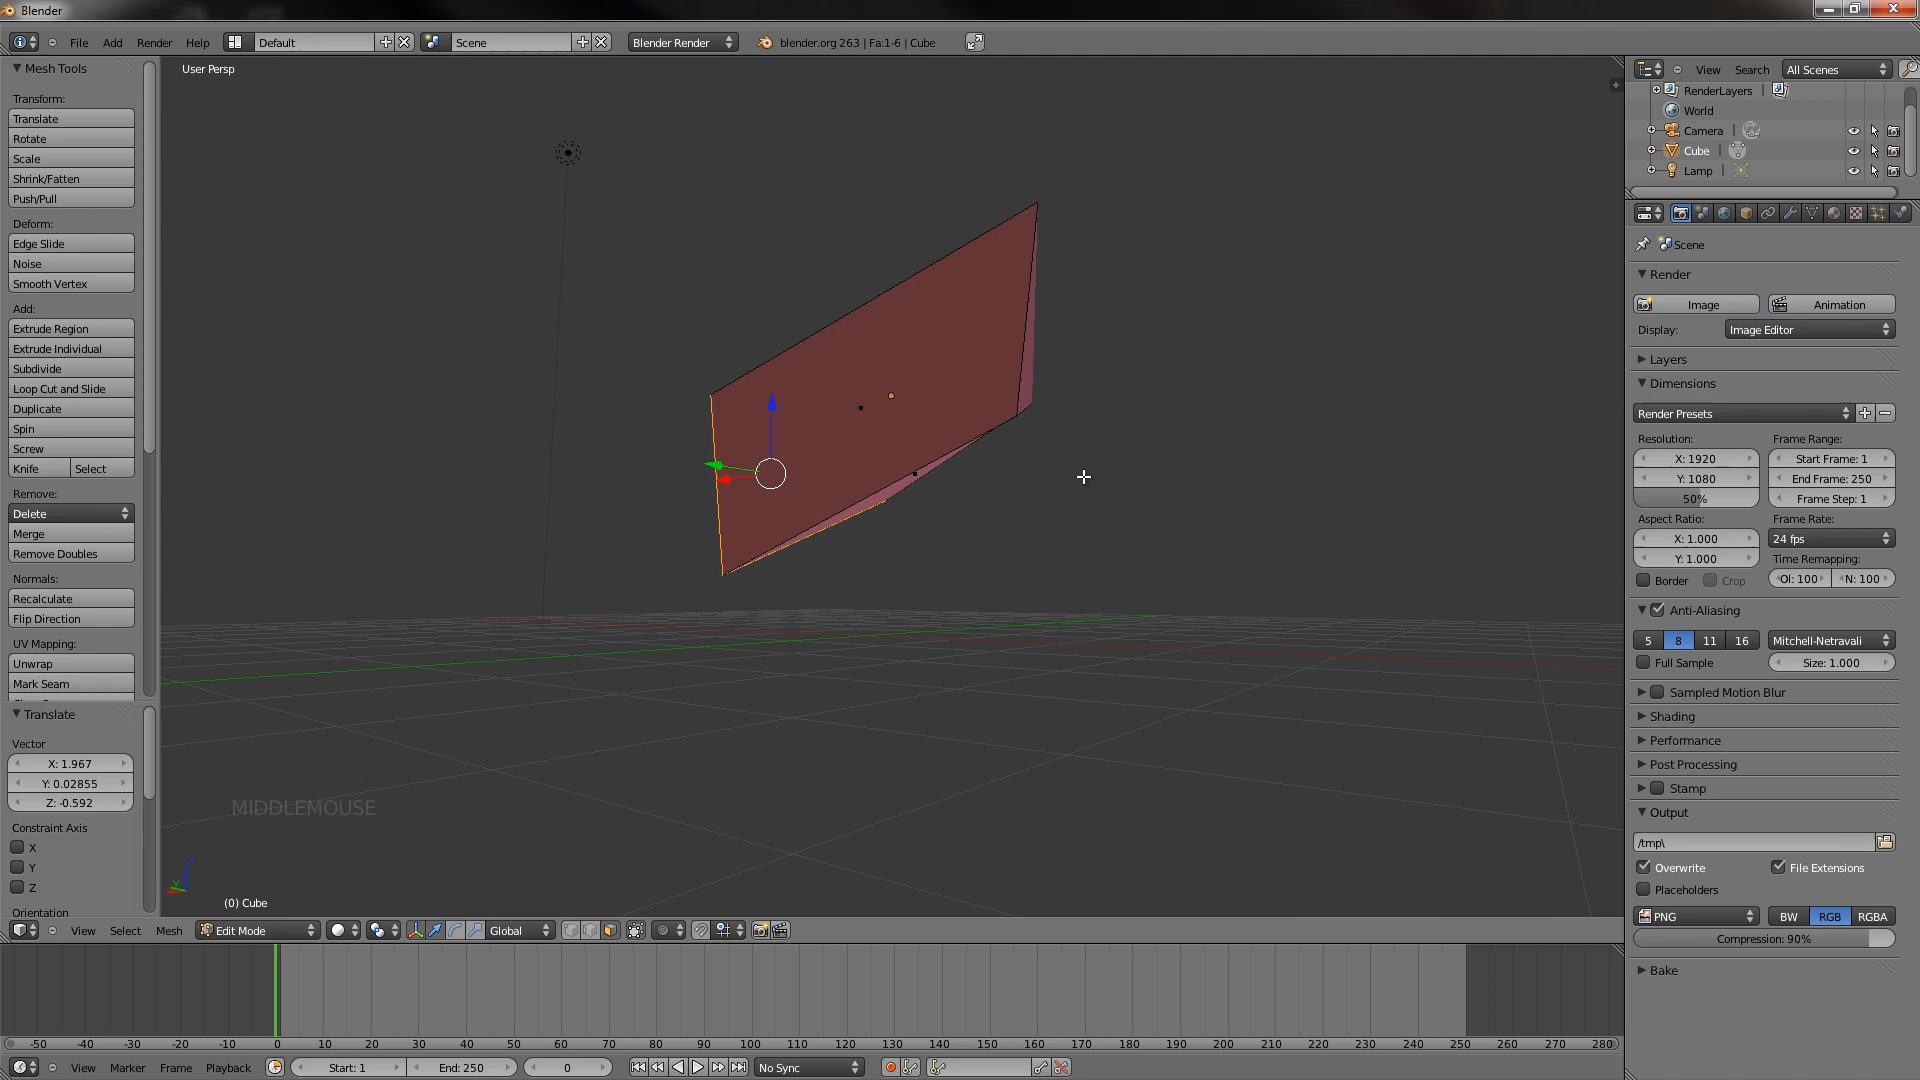 Blender
File Add Render Help Default Scene Blender Render blender.org 263 | Fa:1-6 | Cube
Mesh Tools
Transform:
Translate
Rotate
Scale
Shrink/Fatten
Push/Pull
Deform:
Edge Slide
Noise
Smooth Vertex
Add:
Extrude Region
Extrude Individual
Subdivide
Loop Cut and Slide
Duplicate
Spin
Screw
Knife Select
Remove:
Delete
Merge
Remove Doubles
Normals:
Recalculate
Flip Direction
UV Mapping:
Unwrap
Mark Seam
Translate
Vector
X: 1.967
Y: 0.02855
Z: -0.592
Constraint Axis
X
Y
Z
Orientation
User Persp
MIDDLEMOUSE
(0) Cube
View Select Mesh Edit Mode Global
-50 -40 -30 -20 -10 0 10 20 30 40 50 60 70 80 90 100 110 120 130 140 150 160 170 180 190 200 210 220 230 240 250 260 270 280
View Marker Frame Playback Start: 1 End: 250 0 No Sync
View Search All Scenes
RenderLayers |
World
Camera |
Cube |
Lamp |
Scene
Render
Image Animation
Display: Image Editor
Layers
Dimensions
Render Presets
Resolution: Frame Range:
X: 1920 Start Frame: 1
Y: 1080 End Frame: 250
50% Frame Step: 1
Aspect Ratio: Frame Rate:
X: 1.000 24 fps
Y: 1.000 Time Remapping:
Border Crop Ol: 100 N: 100
Anti-Aliasing
5 8 11 16 Mitchell-Netravali
Full Sample Size: 1.000
Sampled Motion Blur
Shading
Performance
Post Processing
Stamp
Output
/tmp\
Overwrite File Extensions
Placeholders
PNG BW RGB RGBA
Compression: 90%
Bake